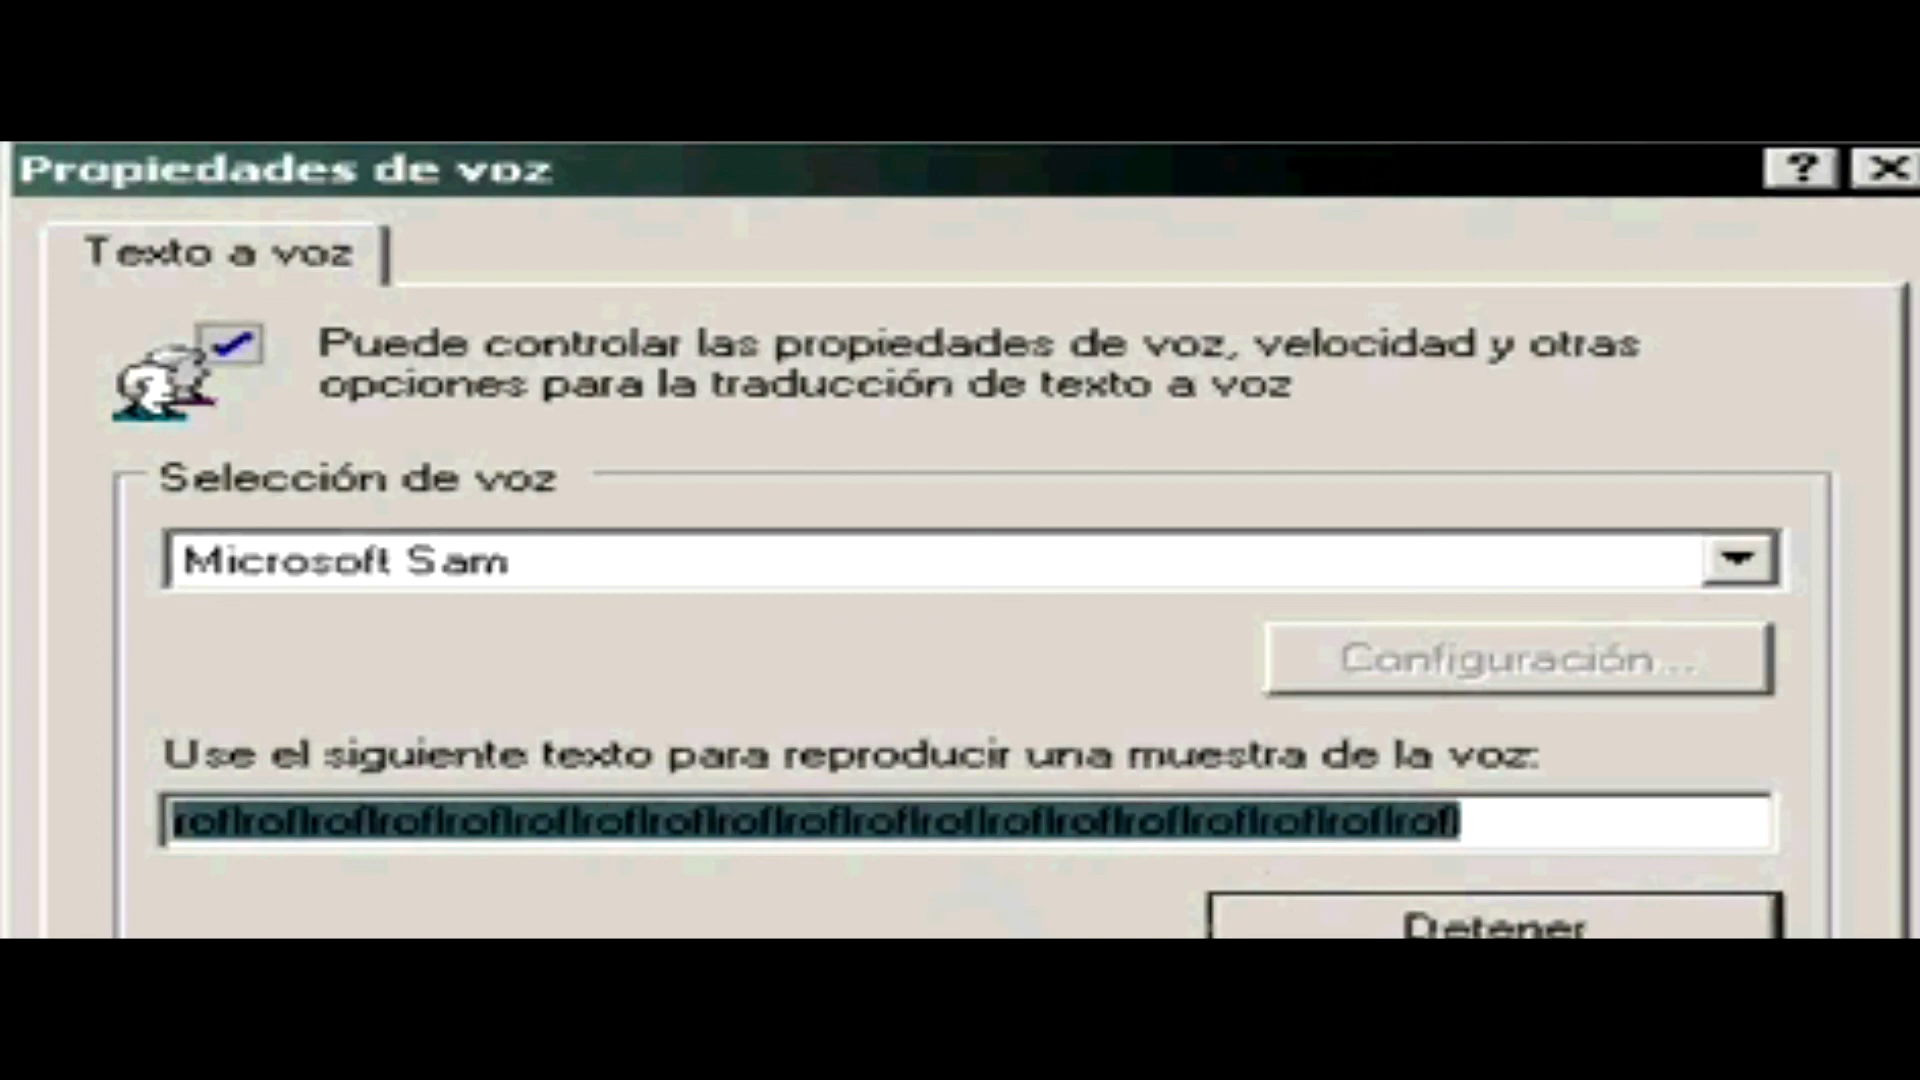 Propiedades de voz
Texto a voz
Puede controlar las propiedades de voz, velocidad y otras
opciones para la traducción de texto a voz
Selección de voz
Microsoft Sam
Configuración...
Use el siguiente texto para reproducir una muestra de la voz:
roflroflroflroflroflroflroflroflroflroflroflroflroflroflroflroflroflroflrofl
Detener